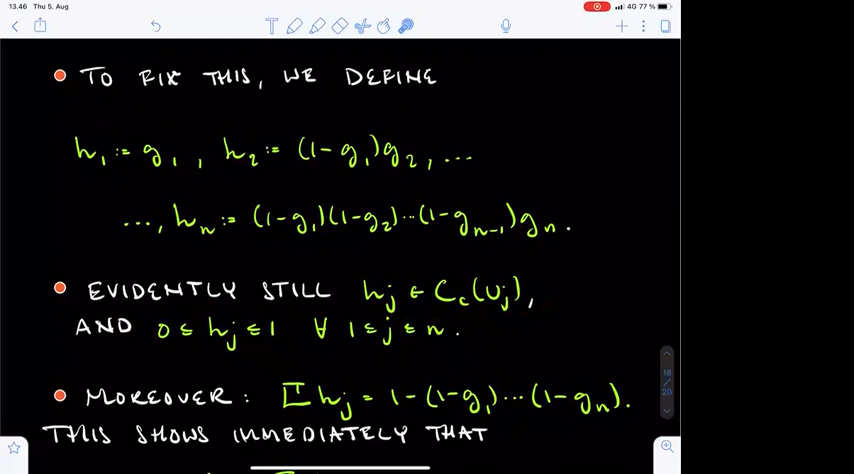 13.46 Thu 5. Aug
4G 77 %
TO FIX THIS, WE DEFINE
h₁ := g₁, h₂ := (1-g₁)g₂, ...
..., hₙ := (1-g₁)(1-g₂)...(1-gₙ₋₁)gₙ.
EVIDENTLY STILL hⱼ ∈ C_c(Uⱼ),
AND 0 ≤ hⱼ ≤ 1 ∀ 1 ≤ j ≤ n.
18
/
20
MOREOVER: Σ hⱼ = 1 - (1-g₁)...(1-gₙ).
THIS SHOWS IMMEDIATELY THAT